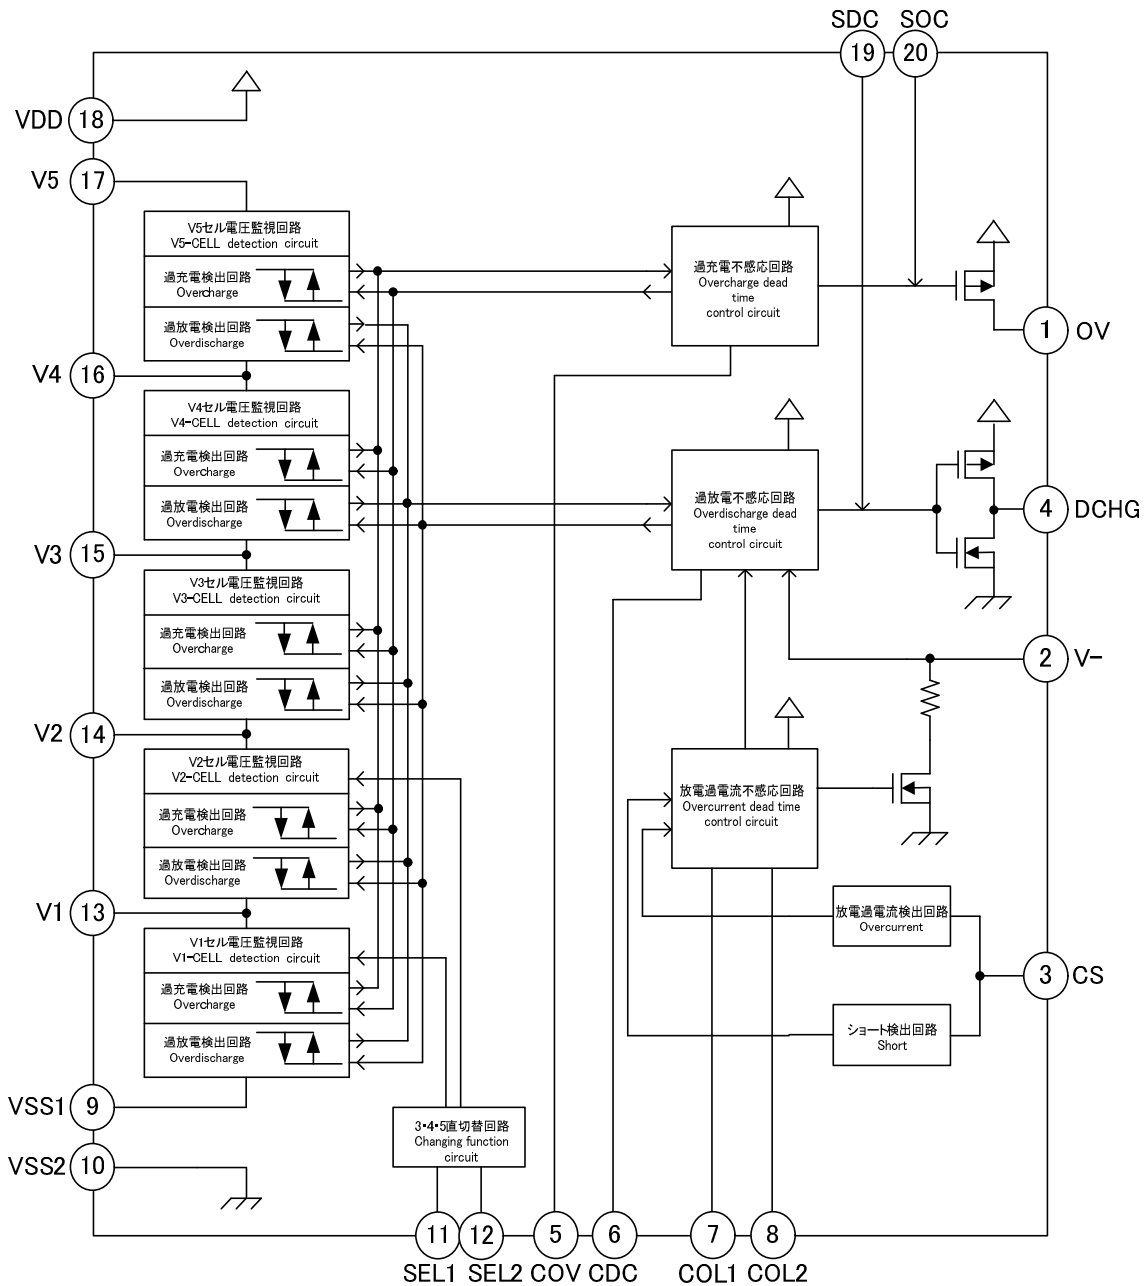 SDC
SOC
19
20
VDD
18
V5
17
V5セル電圧監視回路
V5-CELL detection circuit
過充電検出回路
Overcharge
過放電検出回路
Overdischarge
過充電不感応回路
Overcharge dead
time
control circuit
1
OV
V4
16
V4セル電圧監視回路
V4-CELL detection circuit
過充電検出回路
Overcharge
過放電検出回路
Overdischarge
過放電不感応回路
Overdischarge dead
time
control circuit
4
DCHG
V3
15
V3セル電圧監視回路
V3-CELL detection circuit
過充電検出回路
Overcharge
過放電検出回路
Overdischarge
2
V-
V2
14
V2セル電圧監視回路
V2-CELL detection circuit
過充電検出回路
Overcharge
過放電検出回路
Overdischarge
放電過電流不感応回路
Overcurrent dead time
control circuit
V1
13
V1セル電圧監視回路
V1-CELL detection circuit
過充電検出回路
Overcharge
過放電検出回路
Overdischarge
放電過電流検出回路
Overcurrent
3
CS
ショート検出回路
Short
VSS1
9
VSS2
10
3・4・5直切替回路
Changing function
circuit
11
12
5
6
7
8
SEL1
SEL2
COV
CDC
COL1
COL2